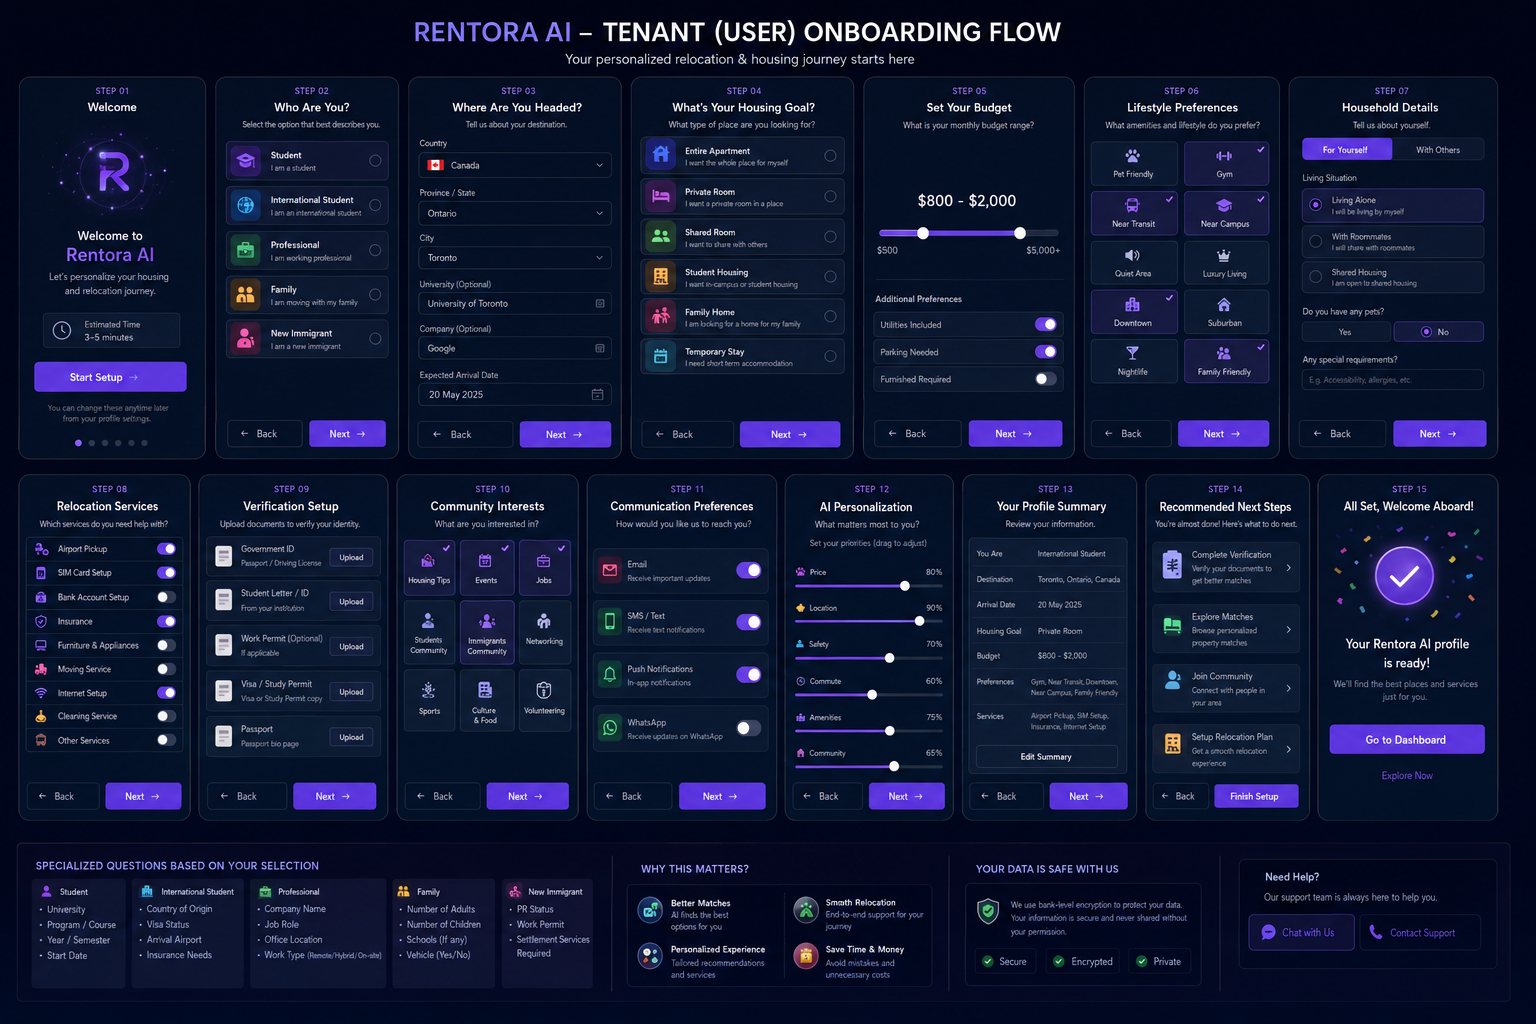 RENTORA AI – TENANT (USER) ONBOARDING FLOW
Your personalized relocation & housing journey starts here
STEP 01
Welcome
R
Welcome to
Rentora AI
Let's personalize your housing
and relocation journey.
Estimated Time
3–5 minutes
Start Setup →
You can change these anytime later
from your profile settings.
STEP 02
Who Are You?
Select the option that best describes you.
Student
I am a student
International Student
I am an international student
Professional
I am working professional
Family
I am moving with my family
New Immigrant
I am a new immigrant
← Back
Next →
STEP 03
Where Are You Headed?
Tell us about your destination.
Country
Canada
Province / State
Ontario
City
Toronto
University (Optional)
University of Toronto
Company (Optional)
Google
Expected Arrival Date
20 May 2025
← Back
Next →
STEP 04
What's Your Housing Goal?
What type of place are you looking for?
Entire Apartment
I want the whole place for myself
Private Room
I want a private room in a place
Shared Room
I want to share with others
Student Housing
I want in-campus or student housing
Family Home
I am looking for a home for my family
Temporary Stay
I need short term accommodation
← Back
Next →
STEP 05
Set Your Budget
What is your monthly budget range?
$800 - $2,000
$500
$5,000+
Additional Preferences
Utilities Included
Parking Needed
Furnished Required
← Back
Next →
STEP 06
Lifestyle Preferences
What amenities and lifestyle do you prefer?
Pet Friendly
Gym
Near Transit
Near Campus
Quiet Area
Luxury Living
Downtown
Suburban
Nightlife
Family Friendly
← Back
Next →
STEP 07
Household Details
Tell us about yourself.
For Yourself
With Others
Living Situation
Living Alone
I will be living by myself
With Roommates
I will share with roommates
Shared Housing
I am open to shared housing
Do you have any pets?
Yes
No
Any special requirements?
E.g. Accessibility, allergies, etc.
← Back
Next →
STEP 08
Relocation Services
Which services do you need help with?
Airport Pickup
SIM Card Setup
Bank Account Setup
Insurance
Furniture & Appliances
Moving Service
Internet Setup
Cleaning Service
Other Services
← Back
Next →
STEP 09
Verification Setup
Upload documents to verify your identity.
Government ID
Passport / Driving License
Upload
Student Letter / ID
From your institution
Upload
Work Permit (Optional)
If applicable
Upload
Visa / Study Permit
Visa or Study Permit copy
Upload
Passport
Passport bio page
Upload
← Back
Next →
STEP 10
Community Interests
What are you interested in?
Housing Tips
Events
Jobs
Students
Community
Immigrants
Community
Networking
Sports
Culture
& Food
Volunteering
← Back
Next →
STEP 11
Communication Preferences
How would you like us to reach you?
Email
Receive important updates
SMS / Text
Receive text notifications
Push Notifications
In-app notifications
WhatsApp
Receive updates on WhatsApp
← Back
Next →
STEP 12
AI Personalization
What matters most to you?
Set your priorities (drag to adjust)
Price
80%
Location
90%
Safety
70%
Commute
60%
Amenities
75%
Community
65%
← Back
Next →
STEP 13
Your Profile Summary
Review your information.
You Are
International Student
Destination
Toronto, Ontario, Canada
Arrival Date
20 May 2025
Housing Goal
Private Room
Budget
$800 - $2,000
Preferences
Gym, Near Transit, Downtown,
Near Campus, Family Friendly
Services
Airport Pickup, SIM Setup,
Insurance, Internet Setup
Edit Summary
← Back
Next →
STEP 14
Recommended Next Steps
You're almost done! Here's what to do next.
Complete Verification
Verify your documents to
get better matches
Explore Matches
Browse personalized
property matches
Join Community
Connect with people in
your area
Setup Relocation Plan
Get a smooth relocation
experience
← Back
Finish Setup
STEP 15
All Set, Welcome Aboard!
Your Rentora AI profile
is ready!
We'll find the best places and services
just for you.
Go to Dashboard
Explore Now
SPECIALIZED QUESTIONS BASED ON YOUR SELECTION
Student
• University
• Program / Course
• Year / Semester
• Start Date
International Student
• Country of Origin
• Visa Status
• Arrival Airport
• Insurance Needs
Professional
• Company Name
• Job Role
• Office Location
• Work Type (Remote/Hybrid/On-site)
Family
• Number of Adults
• Number of Children
• Schools (If any)
• Vehicle (Yes/No)
New Immigrant
• PR Status
• Work Permit
• Settlement Services
Required
WHY THIS MATTERS?
Better Matches
AI finds the best
options for you
Smooth Relocation
End-to-end support for your
journey
Personalized Experience
Tailored recommendations
and services
Save Time & Money
Avoid mistakes and
unnecessary costs
YOUR DATA IS SAFE WITH US
We use bank-level encryption to protect your data.
Your information is secure and never shared without
your permission.
Secure
Encrypted
Private
Need Help?
Our support team is always here to help you.
Chat with Us
Contact Support